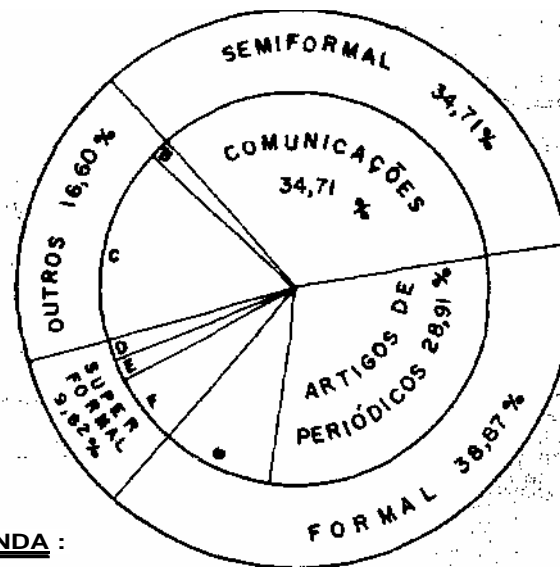 SEMIFORMAL 34,71%
COMUNICAÇÕES
34,71
%
OUTROS 16,60%
B
C
D
E
F
G
SUPER
FORMAL
9,82%
ARTIGOS DE
PERIÓDICOS 28,91 %
FORMAL 38,87%
NDA :